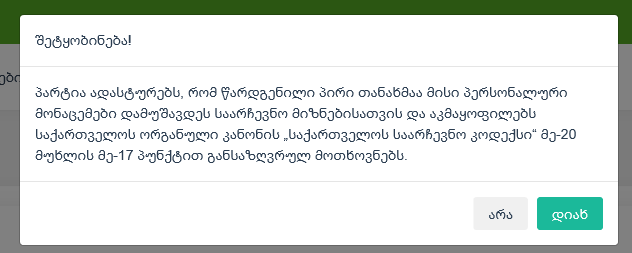 შეტყობინება!
ები
პარტია ადასტურებს, რომ წარდგენილი პირი თანახმაა მისი პერსონალური
მონაცემები დამუშავდეს საარჩევნო მიზნებისათვის და აკმაყოფილებს
საქართველოს ორგანული კანონის „საქართველოს საარჩევნო კოდექსი“ მე-20
მუხლის მე-17 პუნქტით განსაზღვრულ მოთხოვნებს.
არა დიახ